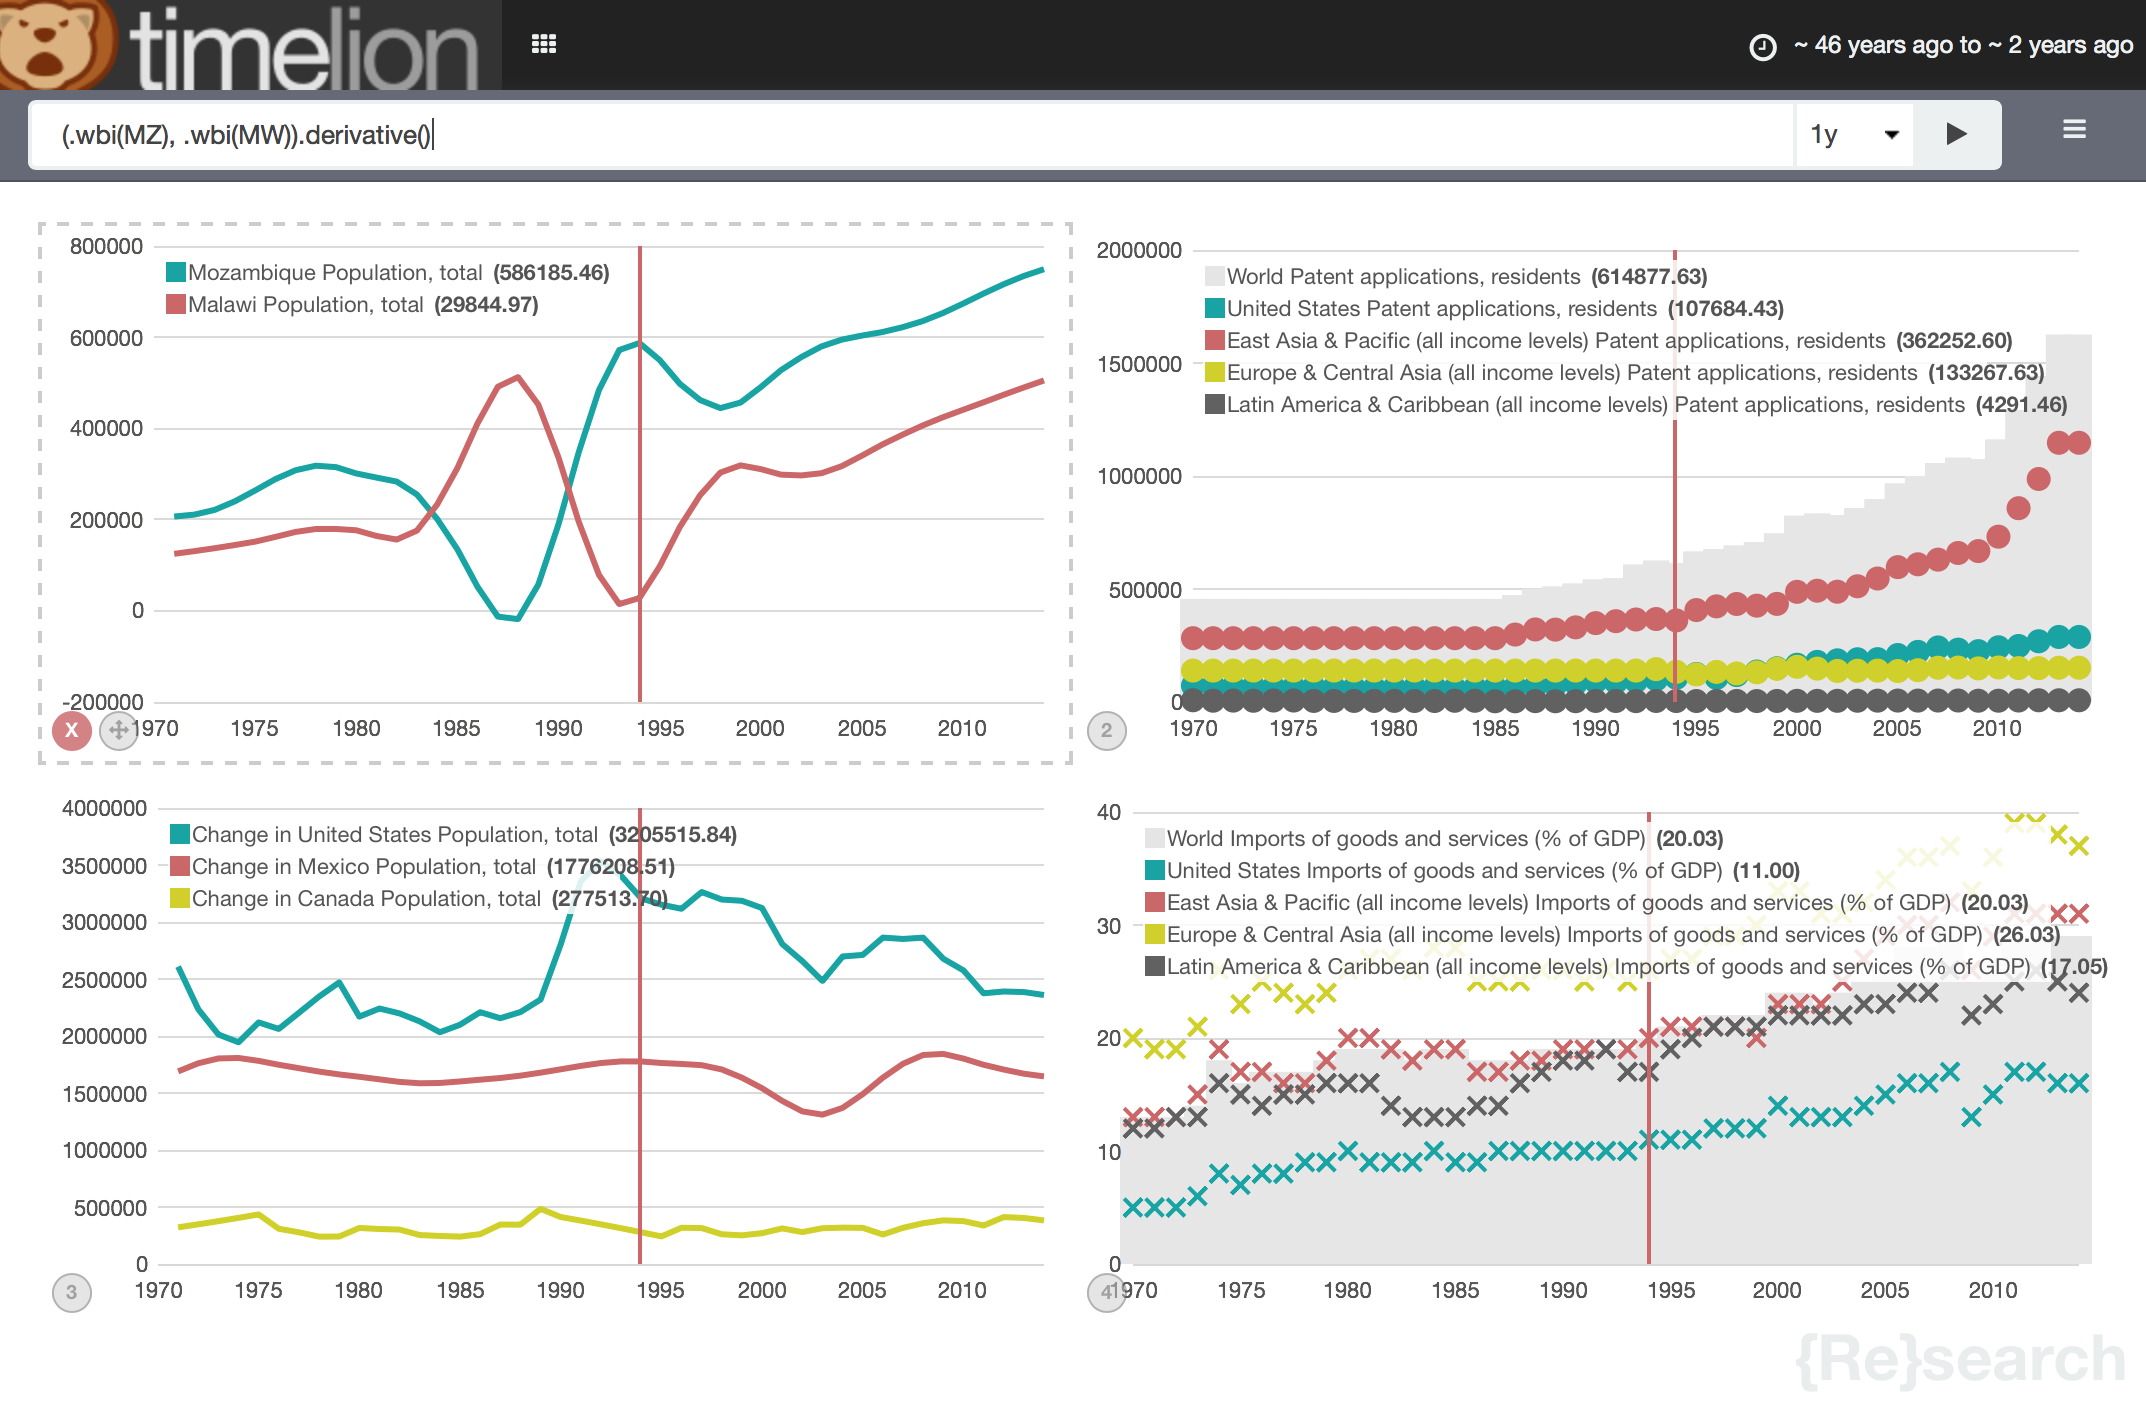 timelion
~ 46 years ago to ~ 2 years ago
(.wbi(MZ), .wbi(MW)).derivative()
1y
800000
600000
400000
200000
0
-200000
Mozambique Population, total (586185.46)
Malawi Population, total (29844.97)
X
1970 1975 1980 1985 1990 1995 2000 2005 2010
2000000
1500000
1000000
500000
0
World Patent applications, residents (614877.63)
United States Patent applications, residents (107684.43)
East Asia & Pacific (all income levels) Patent applications, residents (362252.60)
Europe & Central Asia (all income levels) Patent applications, residents (133267.63)
Latin America & Caribbean (all income levels) Patent applications, residents (4291.46)
2
1970 1975 1980 1985 1990 1995 2000 2005 2010
4000000
3500000
3000000
2500000
2000000
1500000
1000000
500000
0
Change in United States Population, total (3205515.84)
Change in Mexico Population, total (1776208.51)
Change in Canada Population, total (277513.70)
3
1970 1975 1980 1985 1990 1995 2000 2005 2010
40
30
20
10
0
World Imports of goods and services (% of GDP) (20.03)
United States Imports of goods and services (% of GDP) (11.00)
East Asia & Pacific (all income levels) Imports of goods and services (% of GDP) (20.03)
Europe & Central Asia (all income levels) Imports of goods and services (% of GDP) (26.03)
Latin America & Caribbean (all income levels) Imports of goods and services (% of GDP) (17.05)
4
1970 1975 1980 1985 1990 1995 2000 2005 2010
{Re}search